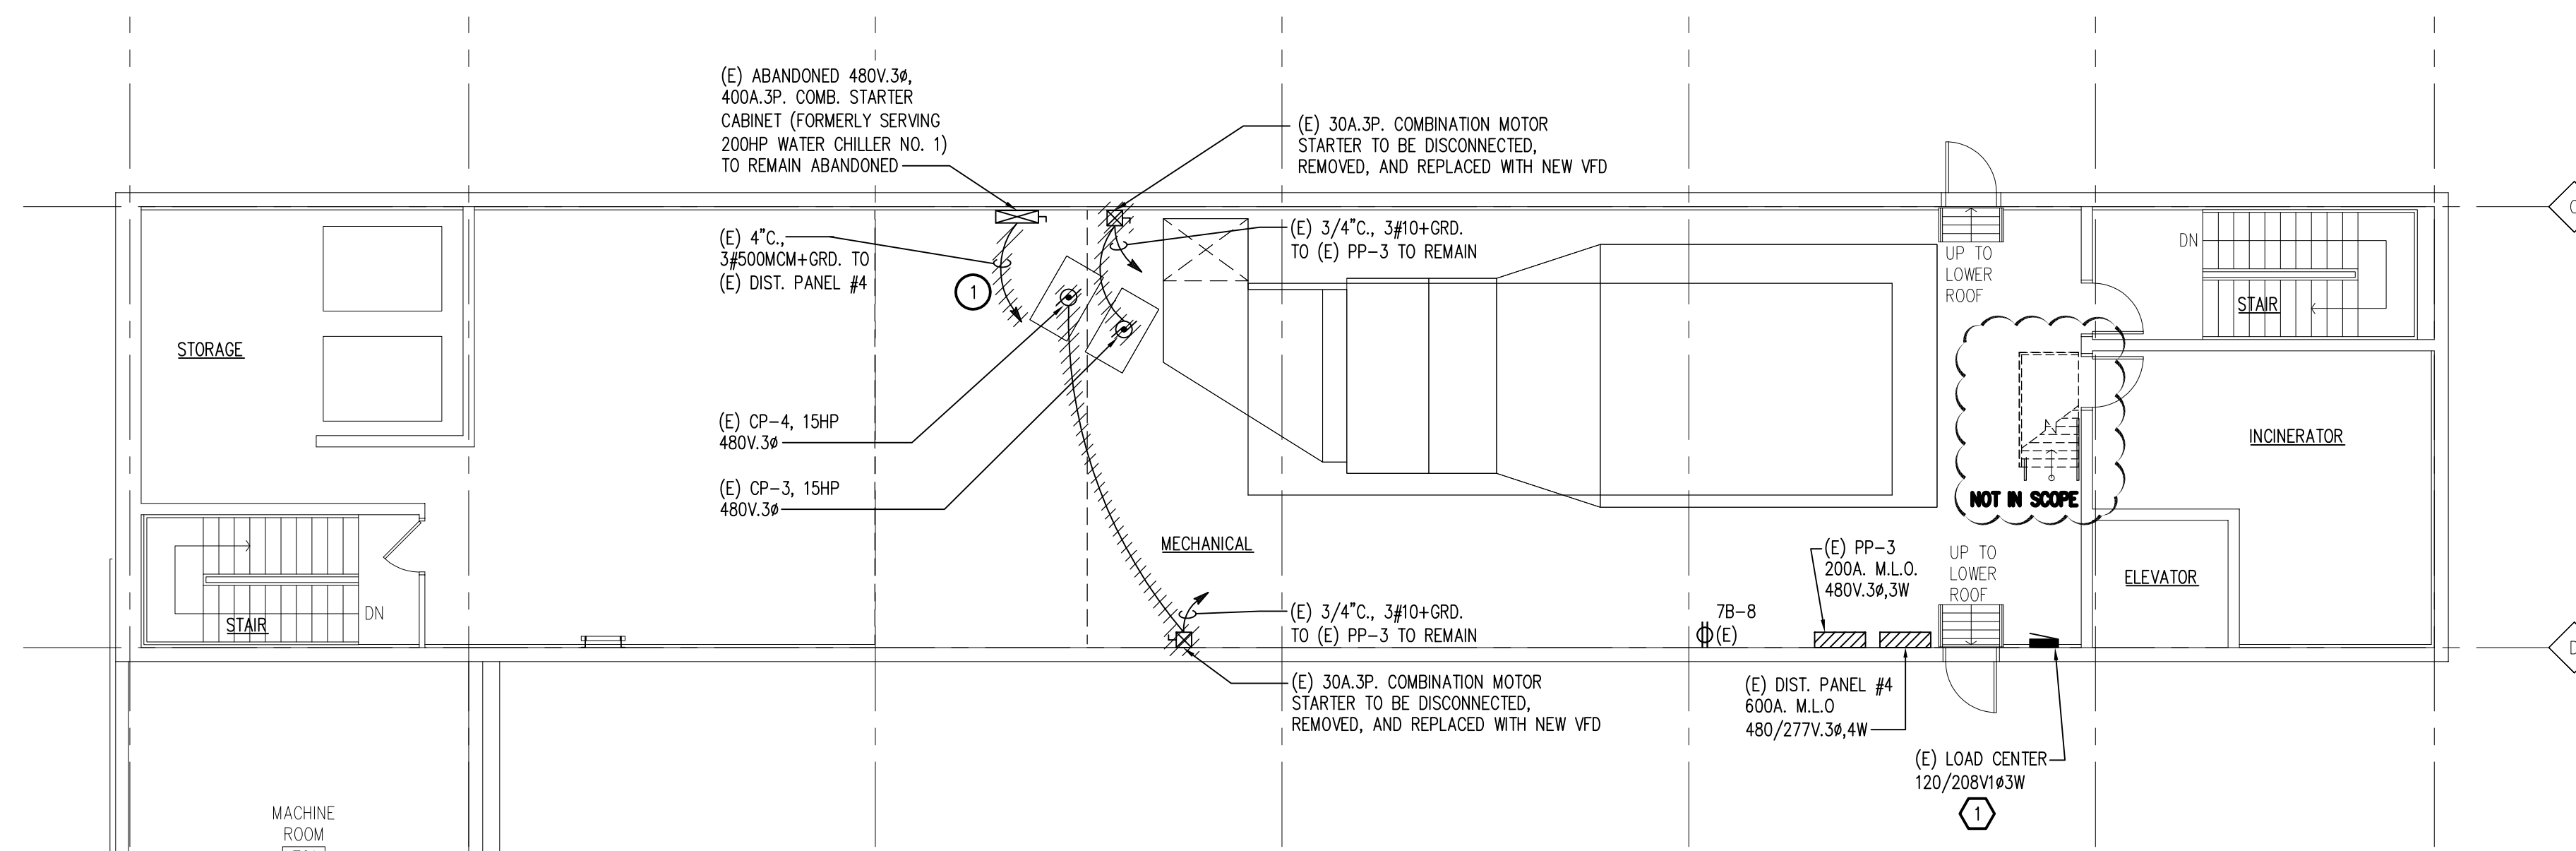 (E) ABANDONED 480V.3ø,
400A.3P. COMB. STARTER
CABINET (FORMERLY SERVING
200HP WATER CHILLER NO. 1)
TO REMAIN ABANDONED
(E) 30A.3P. COMBINATION MOTOR
STARTER TO BE DISCONNECTED,
REMOVED, AND REPLACED WITH NEW VFD
(E) 4"C.,
3#500MCM+GRD. TO
(E) DIST. PANEL #4
1
(E) 3/4"C., 3#10+GRD.
TO (E) PP-3 TO REMAIN
UP TO
LOWER
ROOF
DN
STAIR
STORAGE
(E) CP-4, 15HP
480V.3ø
(E) CP-3, 15HP
480V.3ø
INCINERATOR
NOT IN SCOPE
MECHANICAL
(E) PP-3
200A. M.L.O.
480V.3ø,3W
UP TO
LOWER
ROOF
ELEVATOR
DN
STAIR
(E) 3/4"C., 3#10+GRD.
TO (E) PP-3 TO REMAIN
7B-8
(E)
(E) 30A.3P. COMBINATION MOTOR
STARTER TO BE DISCONNECTED,
REMOVED, AND REPLACED WITH NEW VFD
(E) DIST. PANEL #4
600A. M.L.O
480/277V.3ø,4W
(E) LOAD CENTER
120/208V1ø3W
1
MACHINE
ROOM